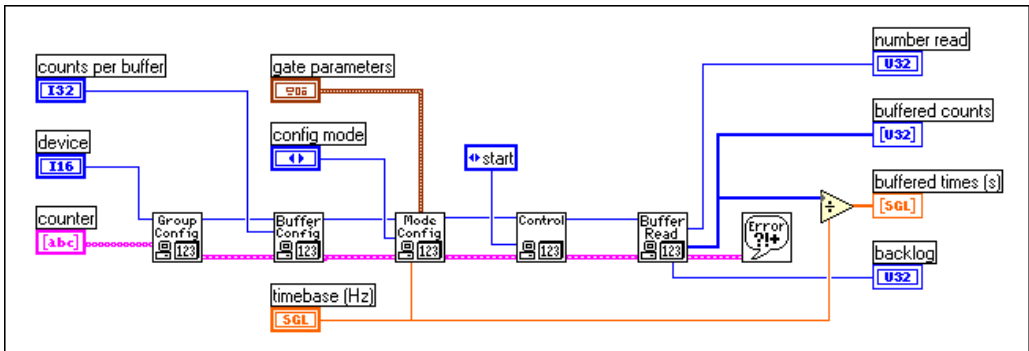 number read
U32
counts per buffer
I32
gate parameters
buffered counts
[U32]
device
I16
config mode
start
buffered times (s)
[SGL]
counter
[abc]
Group
Config
123
Buffer
Config
123
Mode
Config
123
Control
123
Buffer
Read
123
Error
?!+
÷
timebase (Hz)
SGL
backlog
U32